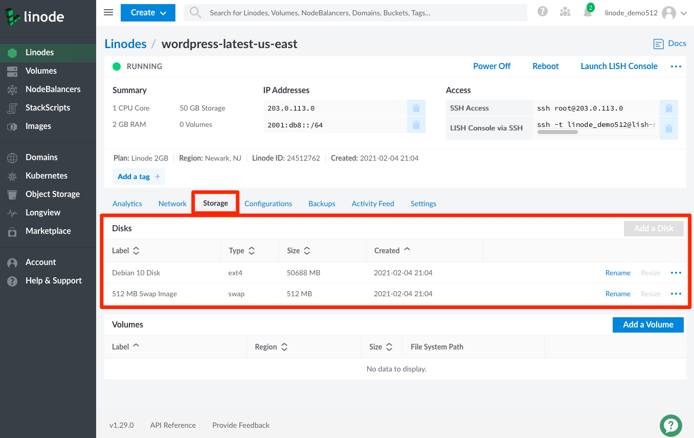 linode
Create
Search for Linodes, Volumes, NodeBalancers, Domains, Buckets, Tags...
2
linode_demo512
Linodes
Volumes
NodeBalancers
StackScripts
Images
Domains
Kubernetes
Object Storage
Longview
Marketplace
Account
Help & Support
Linodes / wordpress-latest-us-east
Docs
RUNNING
Power Off Reboot Launch LISH Console ...
Summary IP Addresses Access
1 CPU Core 50 GB Storage 203.0.113.0 SSH Access ssh root@203.0.113.0
2 GB RAM 0 Volumes 2001:db8::/64 LISH Console via SSH ssh -t linode_demo512@lish-
Plan: Linode 2GB Region: Newark, NJ Linode ID: 24512762 Created: 2021-02-04 21:04
Add a tag +
Analytics Network Storage Configurations Backups Activity Feed Settings
Disks Add a Disk
Label Type Size Created
Debian 10 Disk ext4 50688 MB 2021-02-04 21:04 Rename Resize ...
512 MB Swap Image swap 512 MB 2021-02-04 21:04 Rename Resize ...
Volumes Add a Volume
Label Region Size File System Path
No data to display.
v1.29.0 API Reference Provide Feedback
?